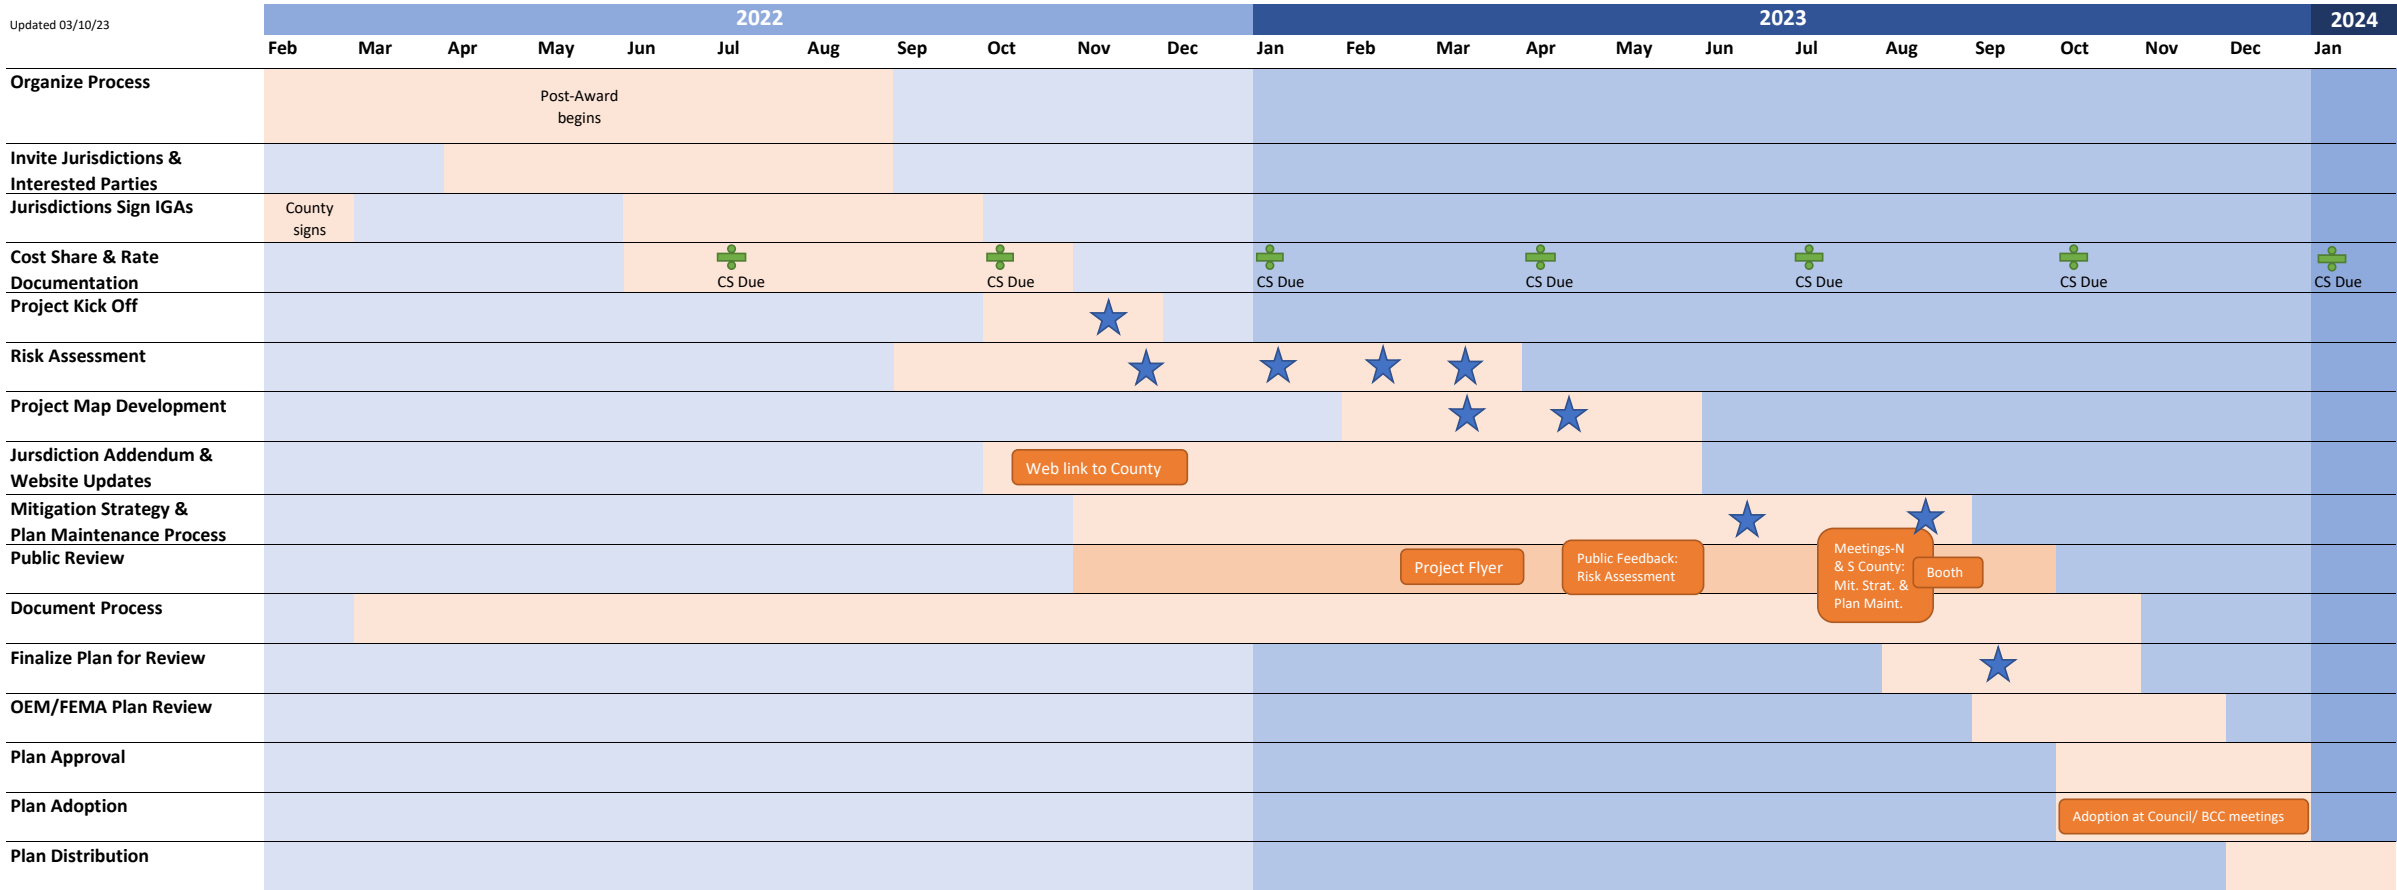 Updated 03/10/23
2022
2023
2024
Feb Mar Apr May Jun Jul Aug Sep Oct Nov Dec Jan Feb Mar Apr May Jun Jul Aug Sep Oct Nov Dec Jan
Organize Process
Post-Award
begins
Invite Jurisdictions &
Interested Parties
Jurisdictions Sign IGAs
County
signs
Cost Share & Rate
Documentation
CS Due
CS Due
CS Due
CS Due
CS Due
CS Due
CS Due
Project Kick Off
Risk Assessment
Project Map Development
Jursdiction Addendum &
Website Updates
Web link to County
Mitigation Strategy &
Plan Maintenance Process
Public Review
Project Flyer
Public Feedback:
Risk Assessment
Meetings-N
& S County:
Mit. Strat. &
Plan Maint.
Booth
Document Process
Finalize Plan for Review
OEM/FEMA Plan Review
Plan Approval
Plan Adoption
Adoption at Council/ BCC meetings
Plan Distribution